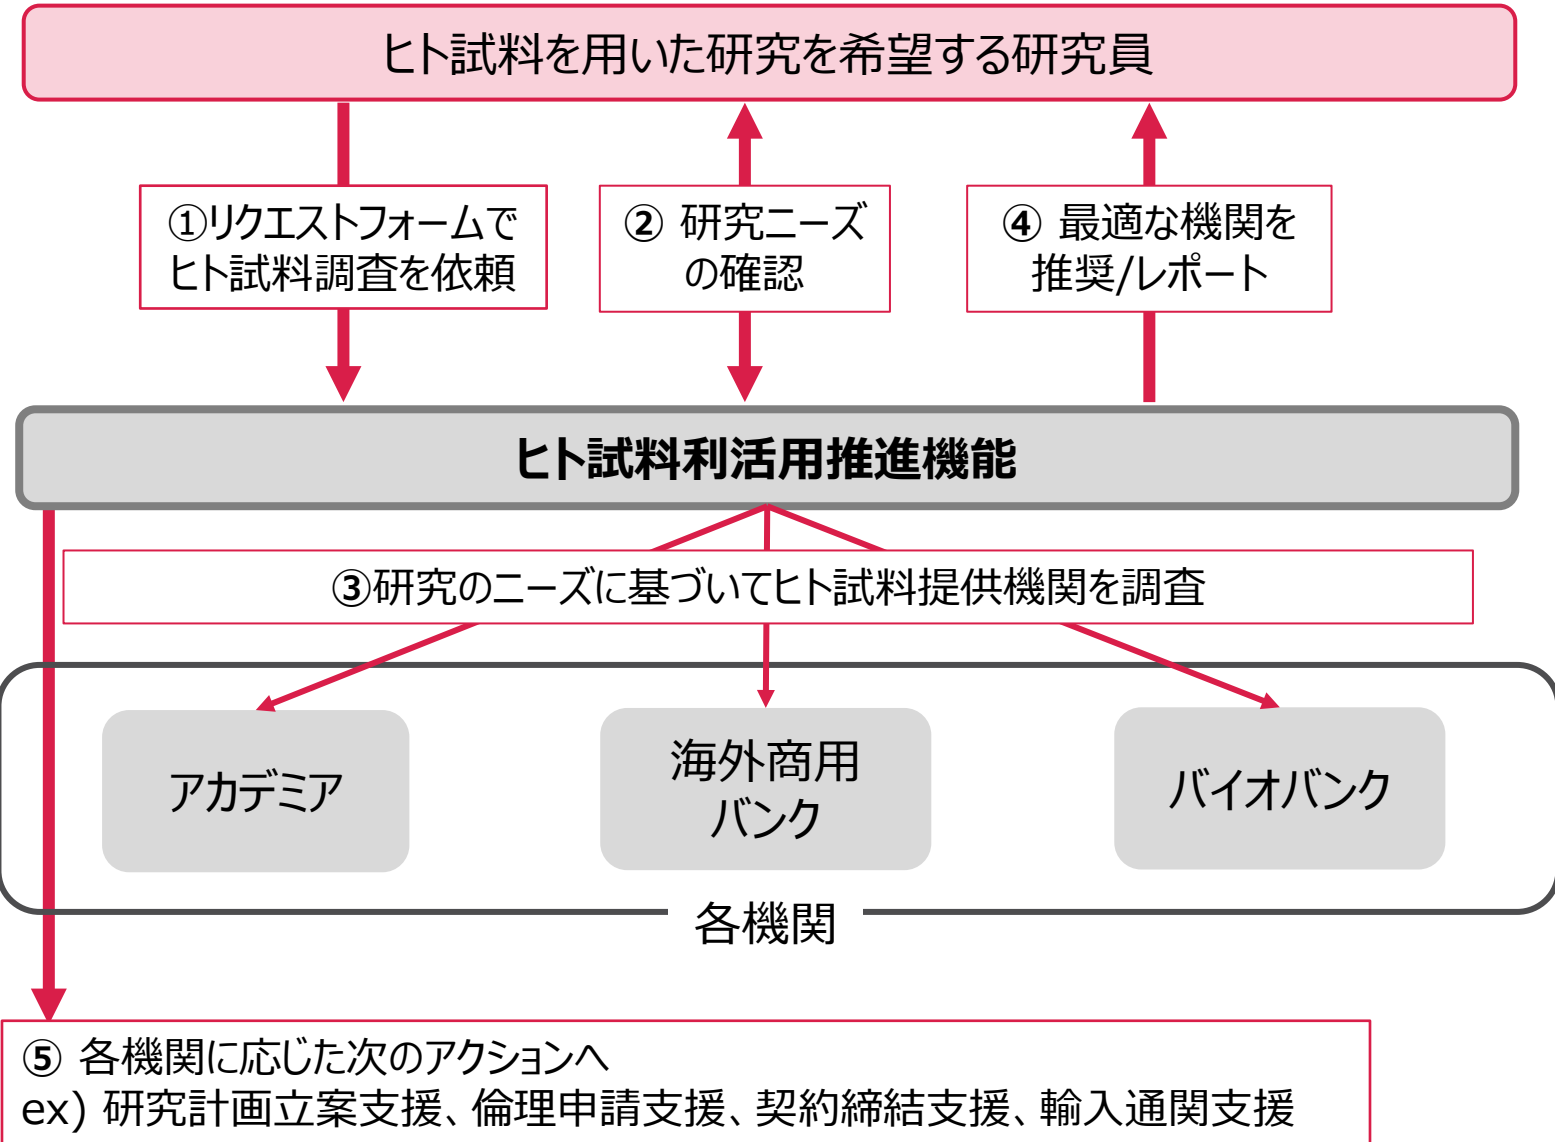 ヒト試料を用いた研究を希望する研究員
①リクエストフォームで
ヒト試料調査を依頼
② 研究ニーズ
の確認
④ 最適な機関を
推奨/レポート
ヒト試料利活用推進機能
③研究のニーズに基づいてヒト試料提供機関を調査
アカデミア
海外商用
バンク
バイオバンク
各機関
⑤ 各機関に応じた次のアクションへ
ex) 研究計画立案支援、倫理申請支援、契約締結支援、輸入通関支援